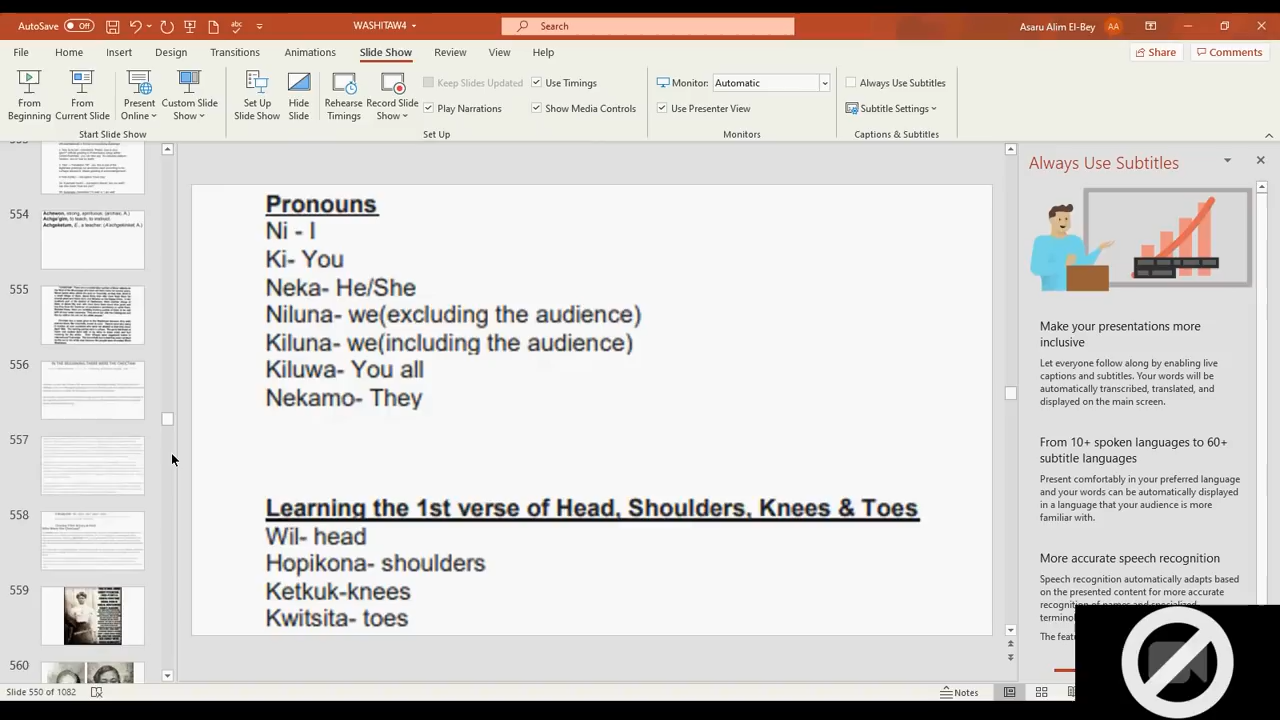 AutoSave Off WASHITAW4 Search Asaru Alim El-Bey AA
File Home Insert Design Transitions Animations Slide Show Review View Help Share Comments
From Beginning
From Current Slide
Present Online
Custom Slide Show
Set Up Slide Show
Hide Slide
Rehearse Timings
Record Slide Show
Keep Slides Updated
Play Narrations
Use Timings
Show Media Controls
Monitor: Automatic
Use Presenter View
Always Use Subtitles
Subtitle Settings
Start Slide Show
Set Up
Monitors
Captions & Subtitles
554
555
556
557
558
559
560
Pronouns
Ni - I
Ki- You
Neka- He/She
Niluna- we(excluding the audience)
Kiluna- we(including the audience)
Kiluwa- You all
Nekamo- They
Learning the 1st verse of Head, Shoulders, Knees & Toes
Wil- head
Hopikona- shoulders
Ketkuk-knees
Kwitsita- toes
Always Use Subtitles
Make your presentations more
inclusive
Let everyone follow along by enabling live
captions and subtitles. Your words will be
automatically transcribed, translated, and
displayed on the main screen.
From 10+ spoken languages to 60+
subtitle languages
Present comfortably in your preferred language
and your words can be automatically displayed
in a language that your audience is more
familiar with.
More accurate speech recognition
Speech recognition automatically adapts based
on the presented content for more accurate
recognition of names and specialized
The
Slide 550 of 1082
Notes